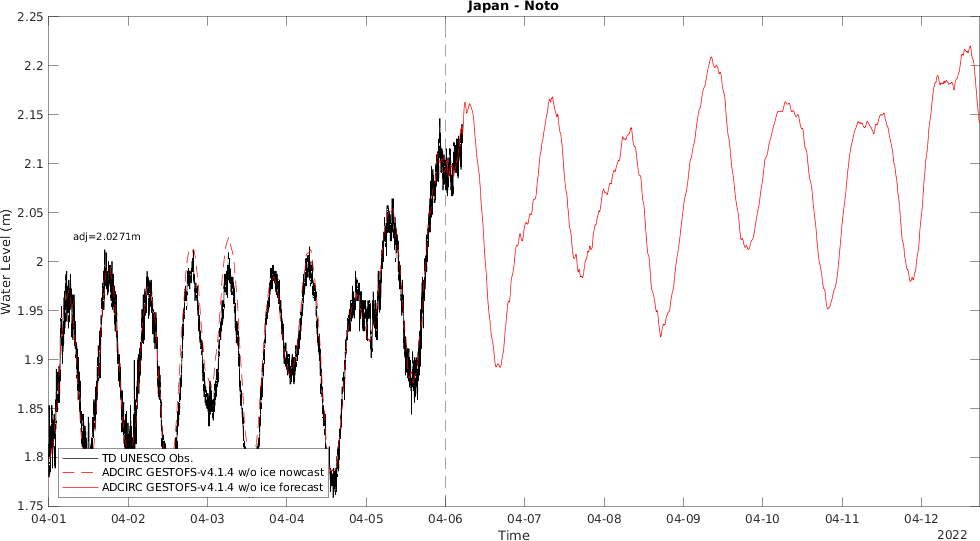 Japan - Noto
2.25
2.2
2.15
2.1
2.05
2
1.95
1.9
1.85
1.8
1.75
Water Level (m)
adj=2.0271m
TD UNESCO Obs.
ADCIRC GESTOFS-v4.1.4 w/o ice nowcast
ADCIRC GESTOFS-v4.1.4 w/o ice forecast
04-01 04-02 04-03 04-04 04-05 04-06 04-07 04-08 04-09 04-10 04-11 04-12
Time
2022